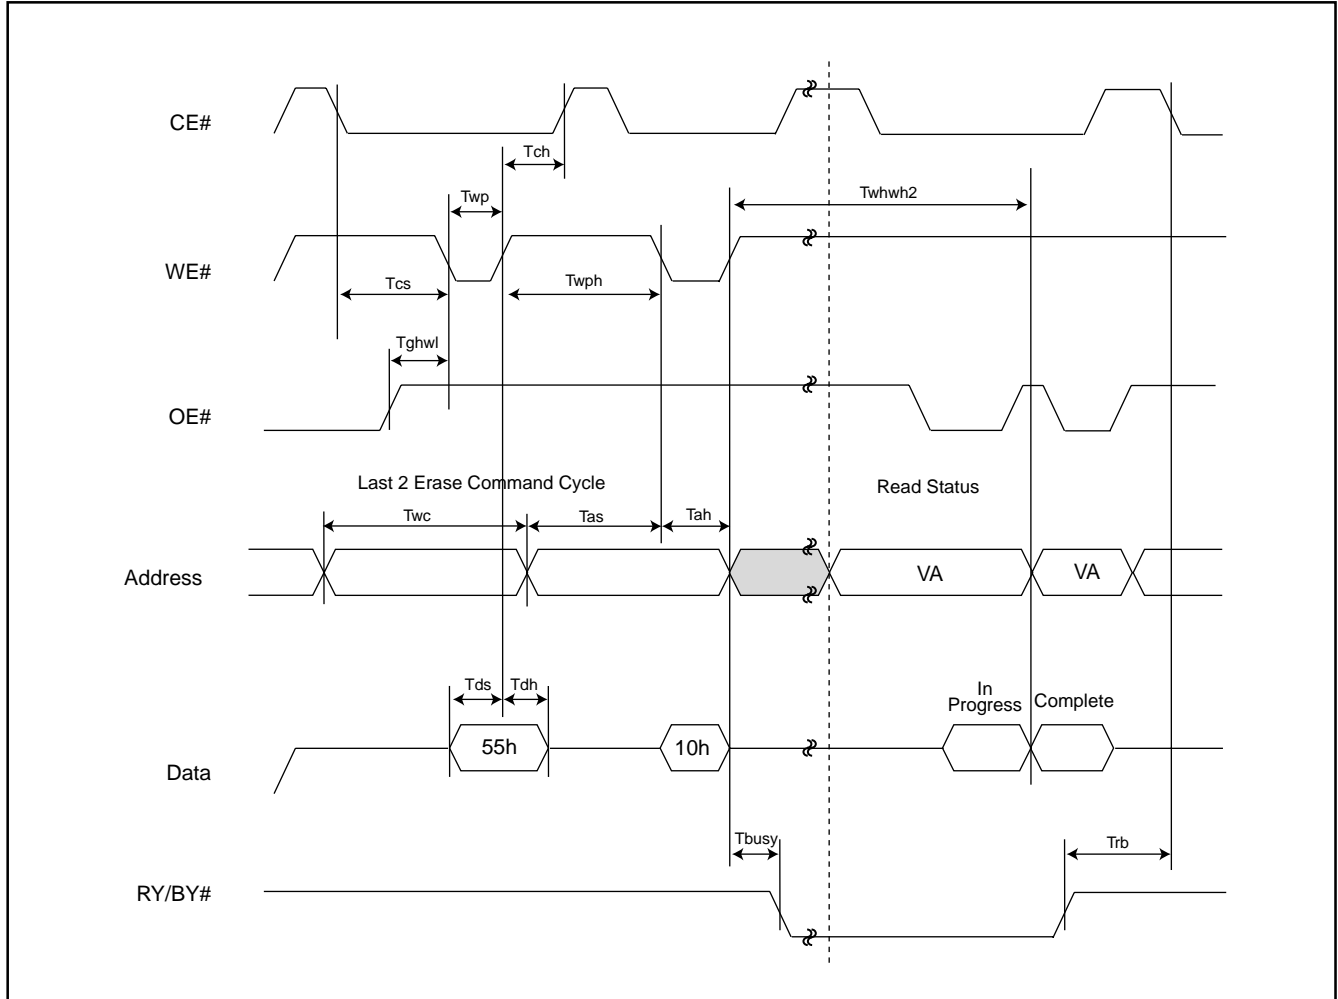 CE#
Tch
Twp
Twhwh2
WE#
Tcs
Twph
Tghwl
OE#
Last 2 Erase Command Cycle
Read Status
Twc
Tas
Tah
Address
VA
VA
Tds
Tdh
In
Progress
Complete
55h
10h
Data
Tbusy
Trb
RY/BY#